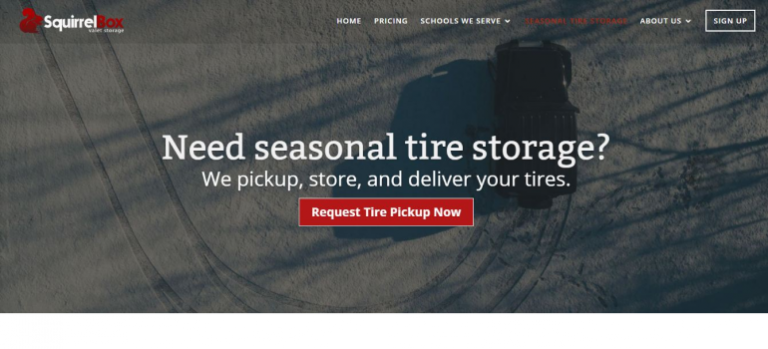 SquirrelBox
valet storage
HOME PRICING SCHOOLS WE SERVE SEASONAL TIRE STORAGE ABOUT US SIGN UP
Need seasonal tire storage?
We pickup, store, and deliver your tires.
Request Tire Pickup Now